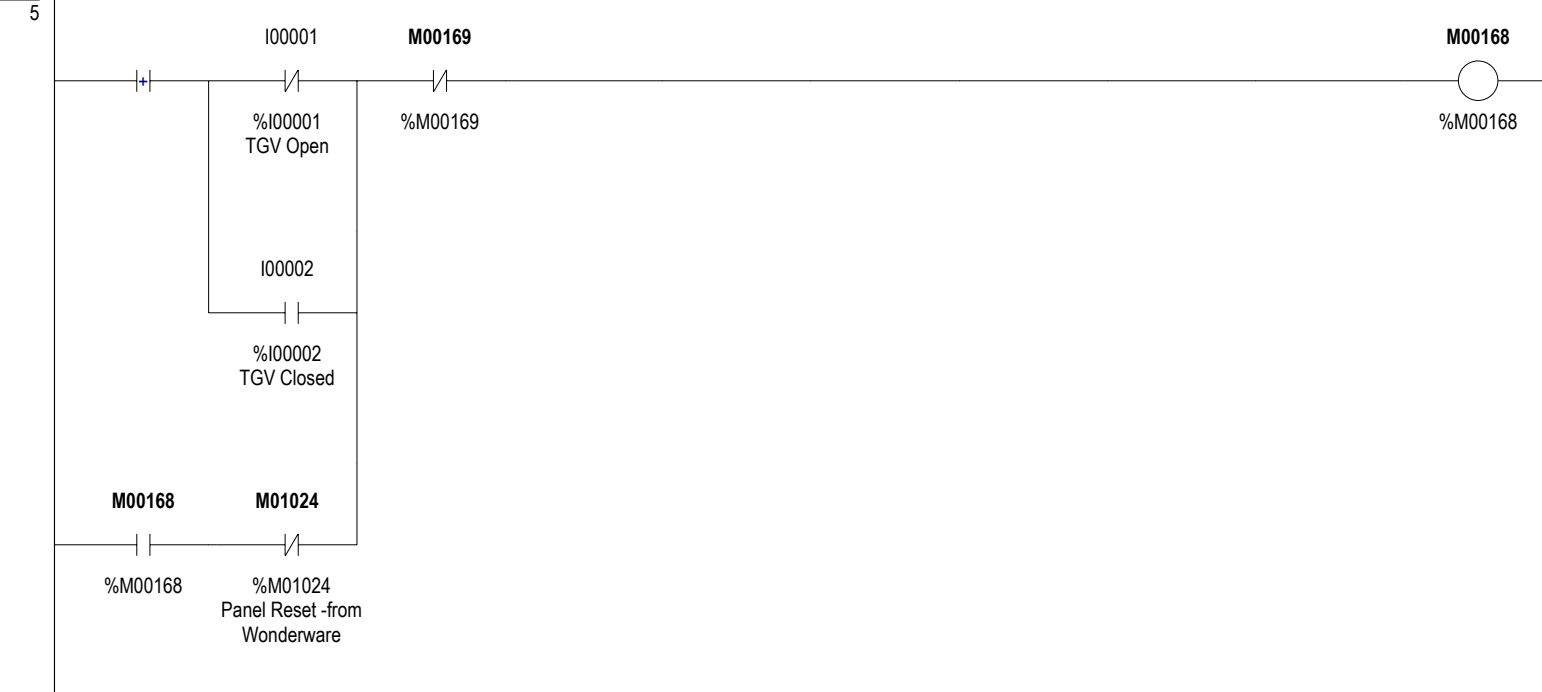 5
I00001
M00169
M00168
+
%I00001
TGV Open
%M00169
%M00168
I00002
%I00002
TGV Closed
M00168
M01024
%M00168
%M01024
Panel Reset -from
Wonderware